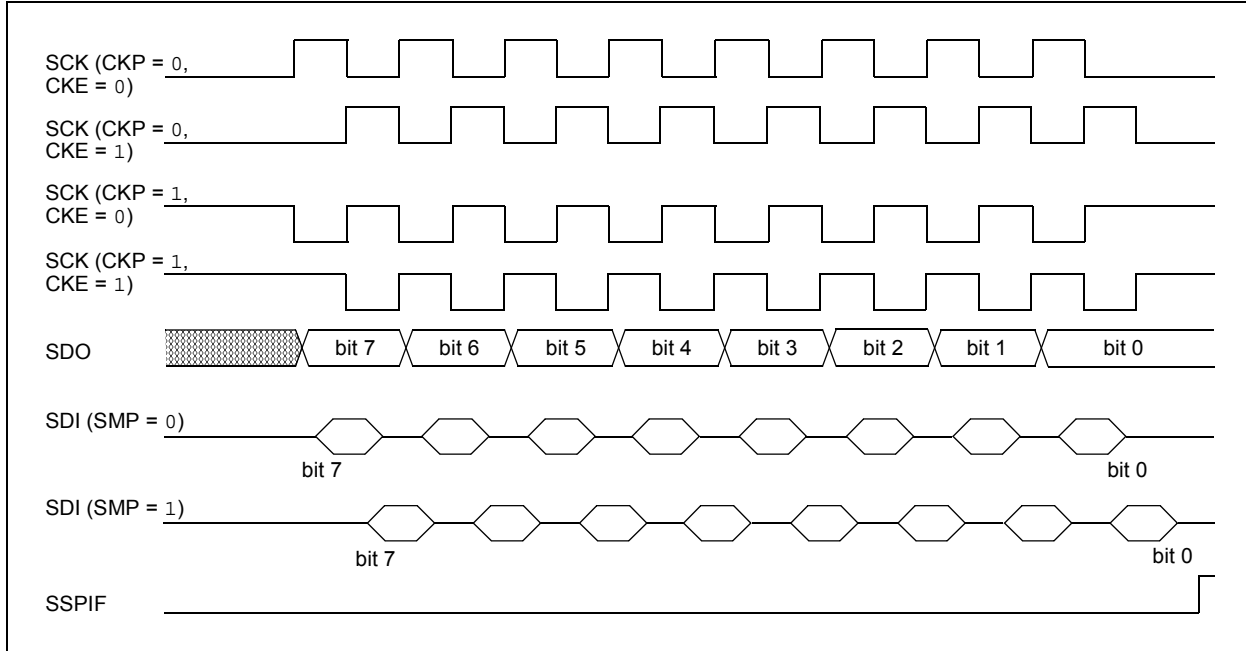 SCK (CKP = 0,
CKE = 0)
SCK (CKP = 0,
CKE = 1)
SCK (CKP = 1,
CKE = 0)
SCK (CKP = 1,
CKE = 1)
SDO
bit 7 bit 6 bit 5 bit 4 bit 3 bit 2 bit 1 bit 0
SDI (SMP = 0)
bit 7 bit 0
SDI (SMP = 1)
bit 7 bit 0
SSPIF